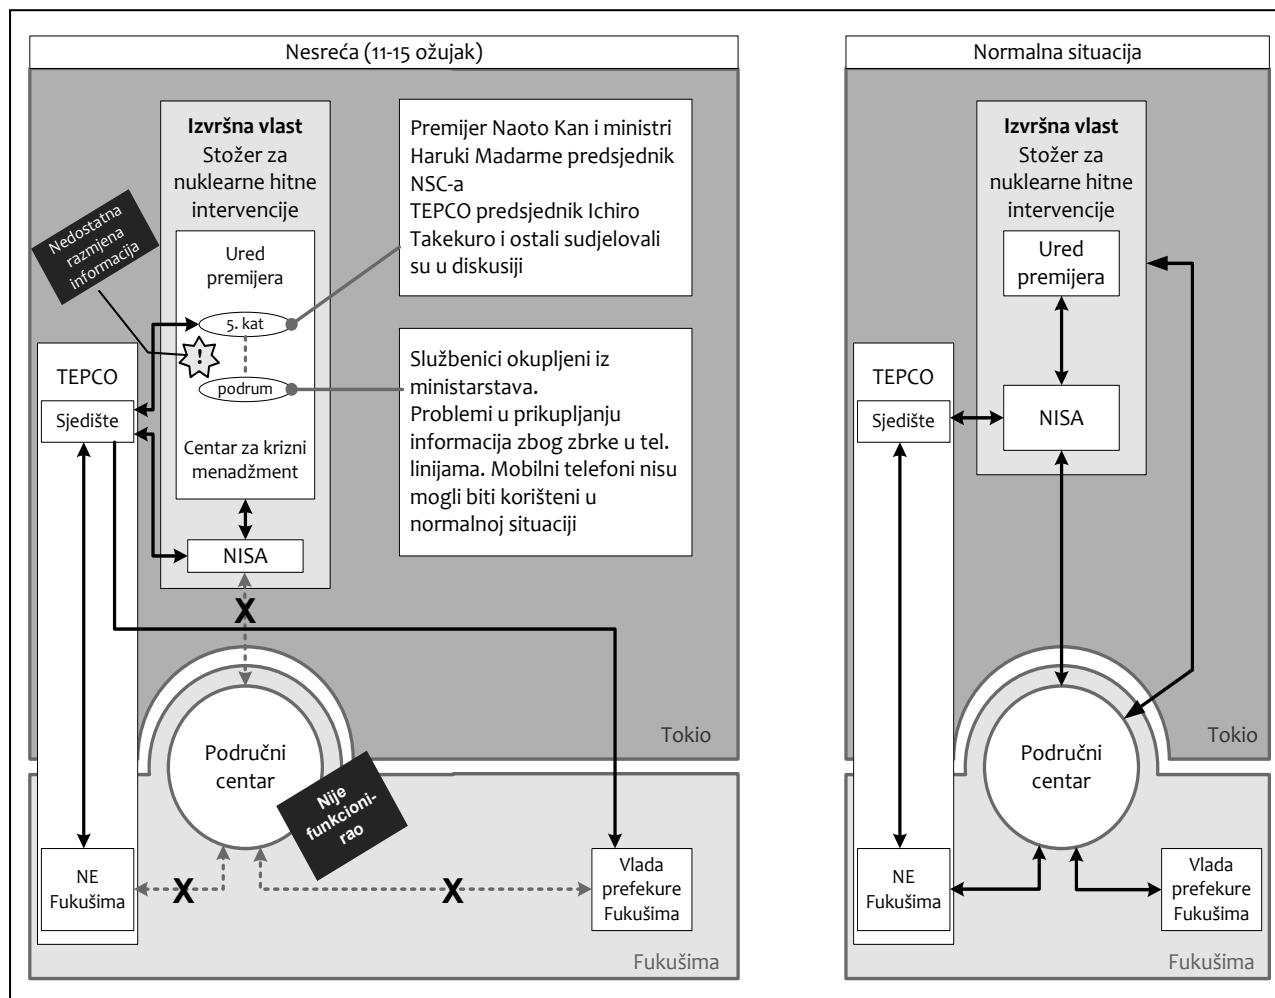 Nesreća (11-15 ožujak)
Izvršna vlast
Stožer za
nuklearne hitne
intervencije
Nedostatna
razmjena
informacija
Ured
premijera
5. kat
!
podrum
Centar za krizni
menadžment
NISA
Premijer Naoto Kan i ministri
Haruki Madarme predsjednik
NSC-a
TEPCO predsjednik Ichiro
Takekuro i ostali sudjelovali
su u diskusiji
Službenici okupljeni iz
ministarstava.
Problemi u prikupljanju
informacija zbog zbrke u tel.
linijama. Mobilni telefoni nisu
mogli biti korišteni u
normalnoj situaciji
TEPCO
Sjedište
X
Tokio
Područni
centar
Nije
funkcioni-
rao
NE
Fukušima
X
X
Vlada
prefekure
Fukušima
Fukušima
Normalna situacija
Izvršna vlast
Stožer za
nuklearne hitne
intervencije
Ured
premijera
TEPCO
Sjedište
NISA
Tokio
Područni
centar
NE
Fukušima
Vlada
prefekure
Fukušima
Fukušima